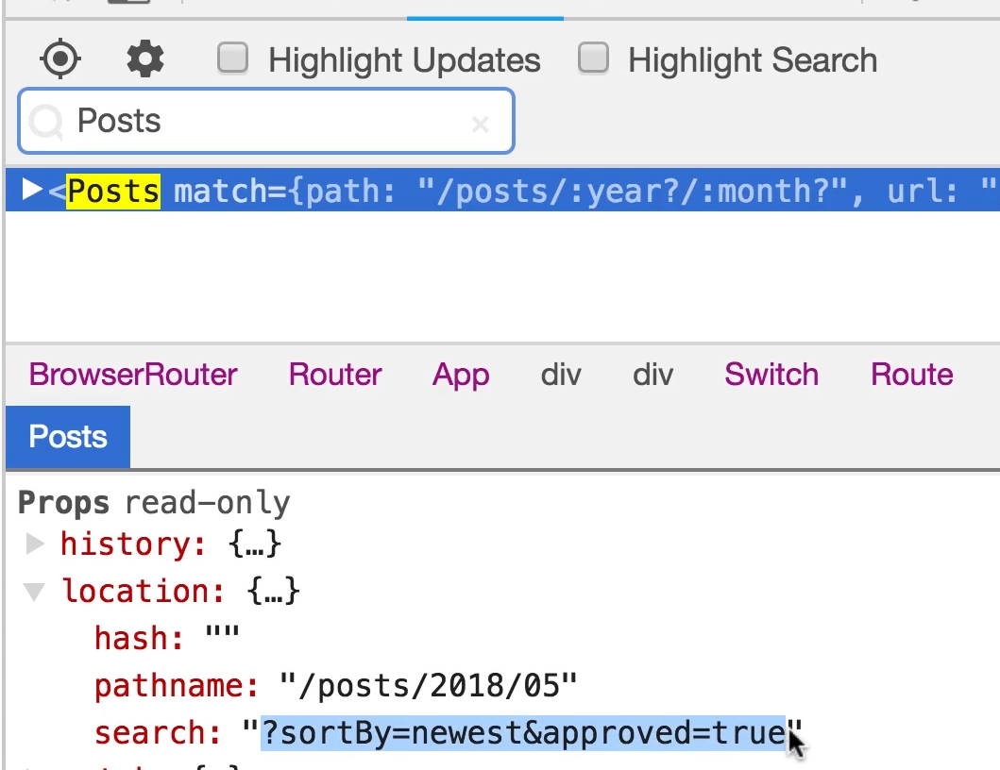 Highlight Updates Highlight Search
Posts ×
<Posts match={path: "/posts/:year?/:month?", url: "
BrowserRouter Router App div div Switch Route
Posts
Props read-only
history: {…}
location: {…}
hash: ""
pathname: "/posts/2018/05"
search: "?sortBy=newest&approved=true"